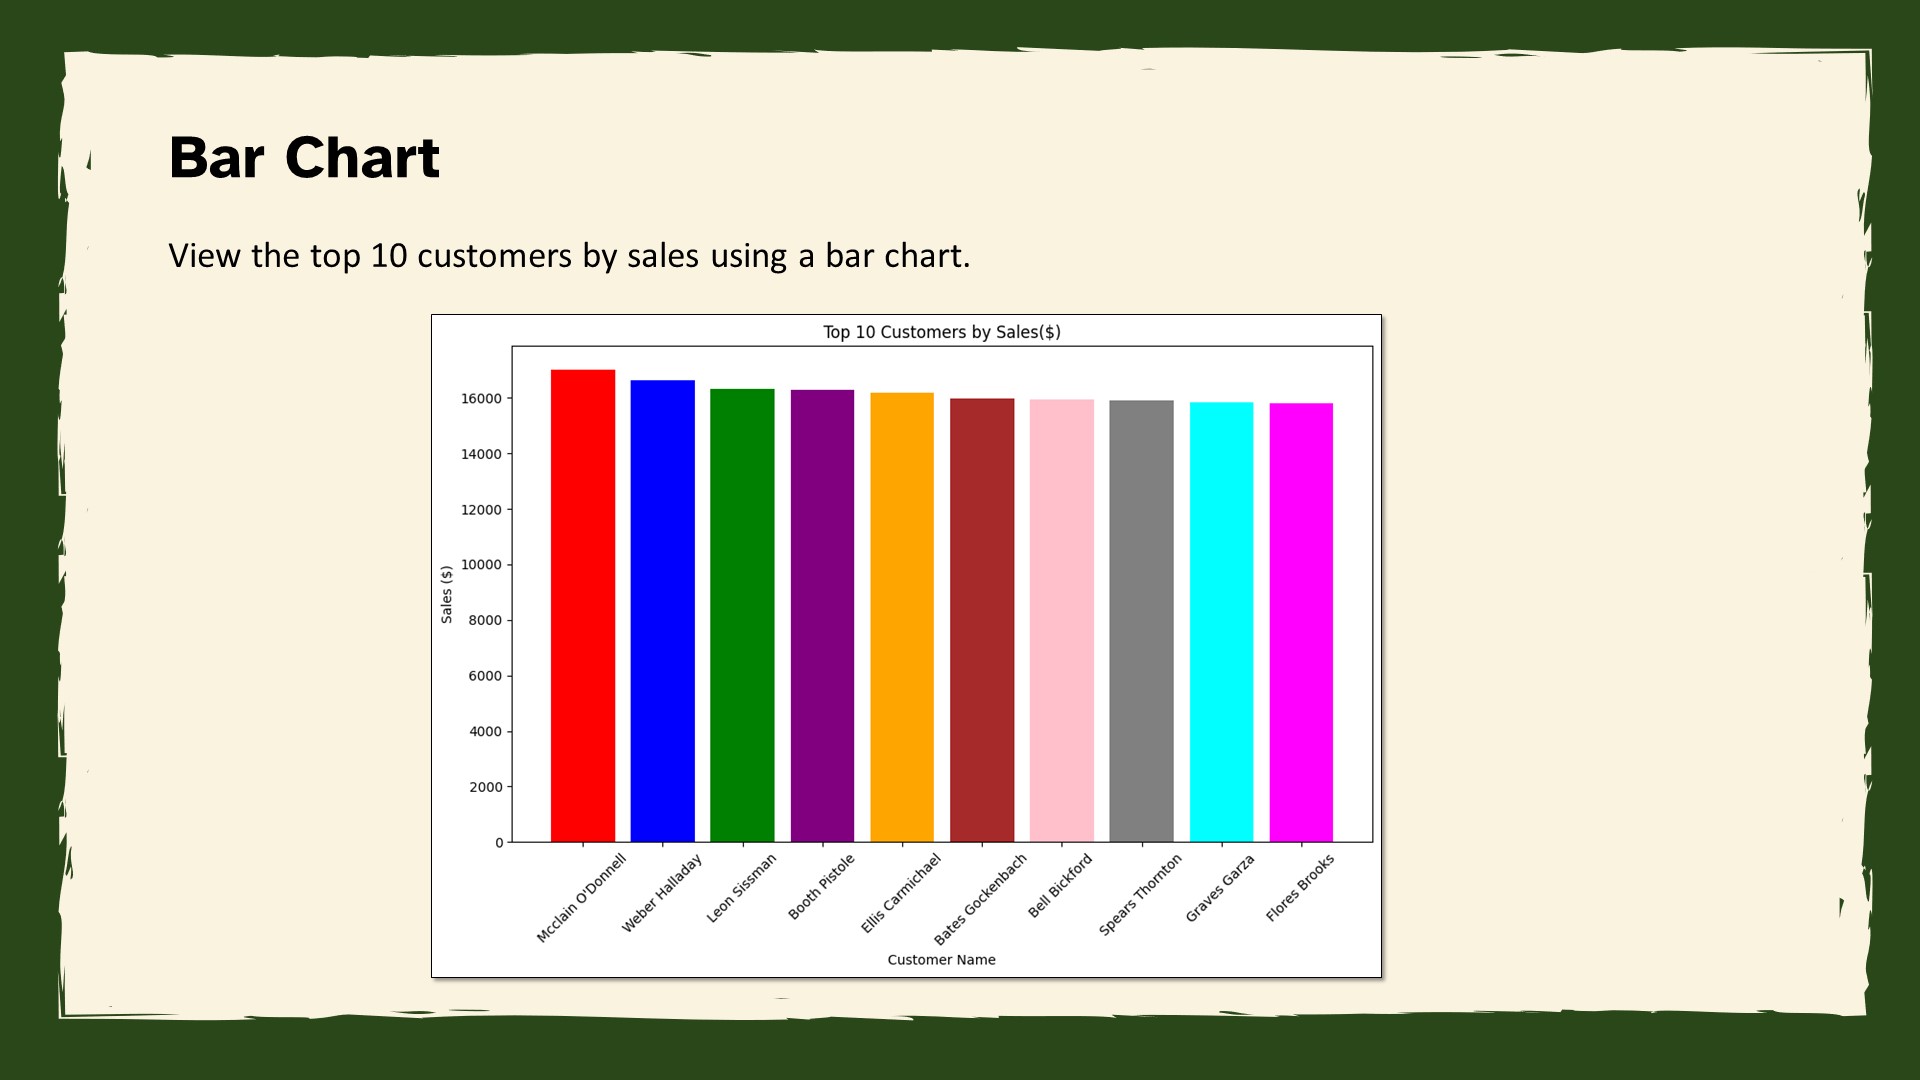 Bar Chart
View the top 10 customers by sales using a bar chart.
Top 10 Customers by Sales($)
Sales ($)
16000
14000
12000
10000
8000
6000
4000
2000
0
Mcclain O'Donnell
Weber Halladay
Leon Sissman
Booth Pistole
Ellis Carmichael
Bates Gockenbach
Bell Bickford
Spears Thornton
Graves Garza
Flores Brooks
Customer Name